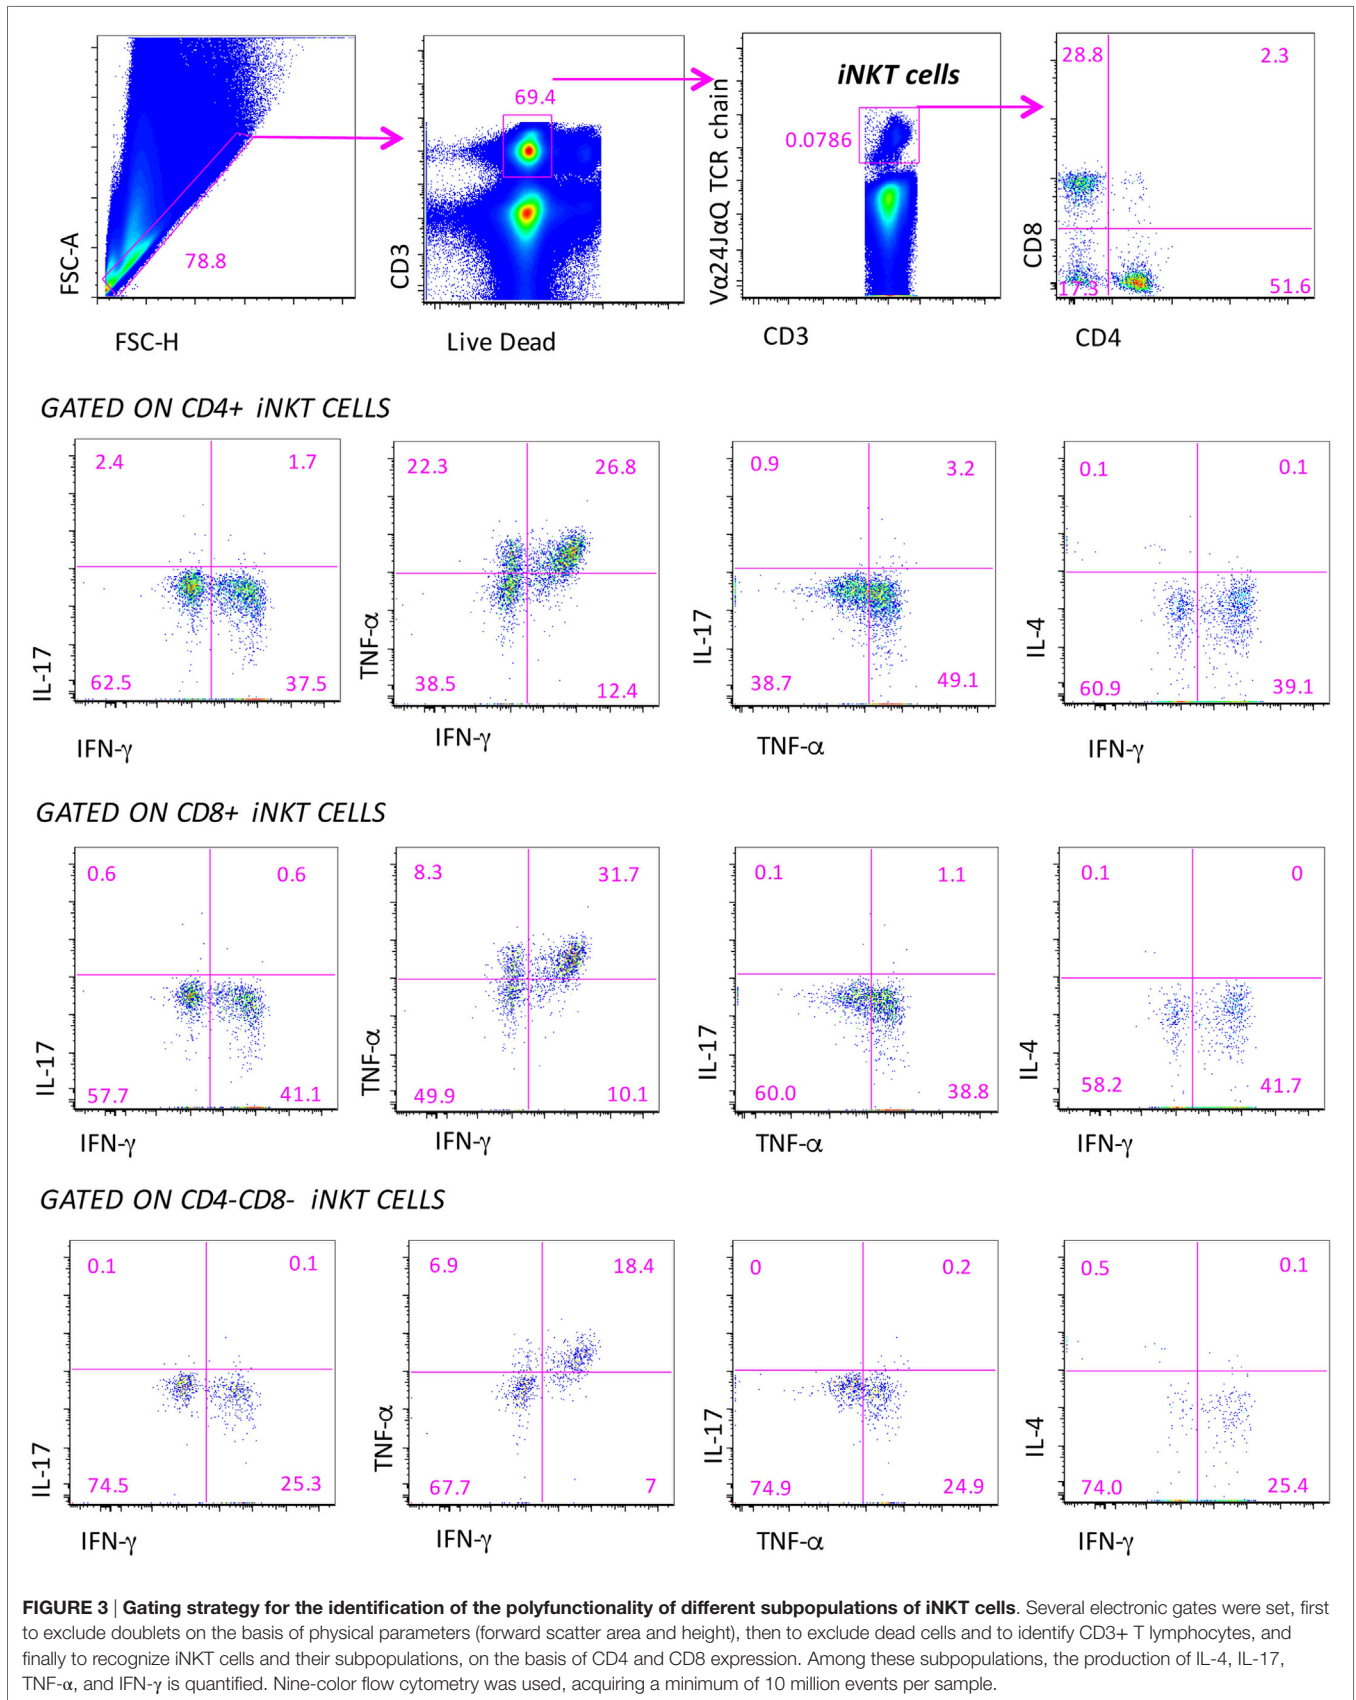 FSC-A
78.8
FSC-H
69.4
CD3
Live Dead
iNKT cells
0.0786
Vα24JαQ TCR chain
CD3
28.8 2.3
CD8
17.3 51.6
CD4
GATED ON CD4+ iNKT CELLS
2.4 1.7
IL-17
62.5 37.5
IFN-γ
22.3 26.8
TNF-α
38.5 12.4
IFN-γ
0.9 3.2
IL-17
38.7 49.1
TNF-α
0.1 0.1
IL-4
60.9 39.1
IFN-γ
GATED ON CD8+ iNKT CELLS
0.6 0.6
IL-17
57.7 41.1
IFN-γ
8.3 31.7
TNF-α
49.9 10.1
IFN-γ
0.1 1.1
IL-17
60.0 38.8
TNF-α
0.1 0
IL-4
58.2 41.7
IFN-γ
GATED ON CD4-CD8- iNKT CELLS
0.1 0.1
IL-17
74.5 25.3
IFN-γ
6.9 18.4
TNF-α
67.7 7
IFN-γ
0 0.2
IL-17
74.9 24.9
TNF-α
0.5 0.1
IL-4
74.0 25.4
IFN-γ
FIGURE 3 | Gating strategy for the identification of the polyfunctionality of different subpopulations of iNKT cells. Several electronic gates were set, first
to exclude doublets on the basis of physical parameters (forward scatter area and height), then to exclude dead cells and to identify CD3+ T lymphocytes, and
finally to recognize iNKT cells and their subpopulations, on the basis of CD4 and CD8 expression. Among these subpopulations, the production of IL-4, IL-17,
TNF-α, and IFN-γ is quantified. Nine-color flow cytometry was used, acquiring a minimum of 10 million events per sample.